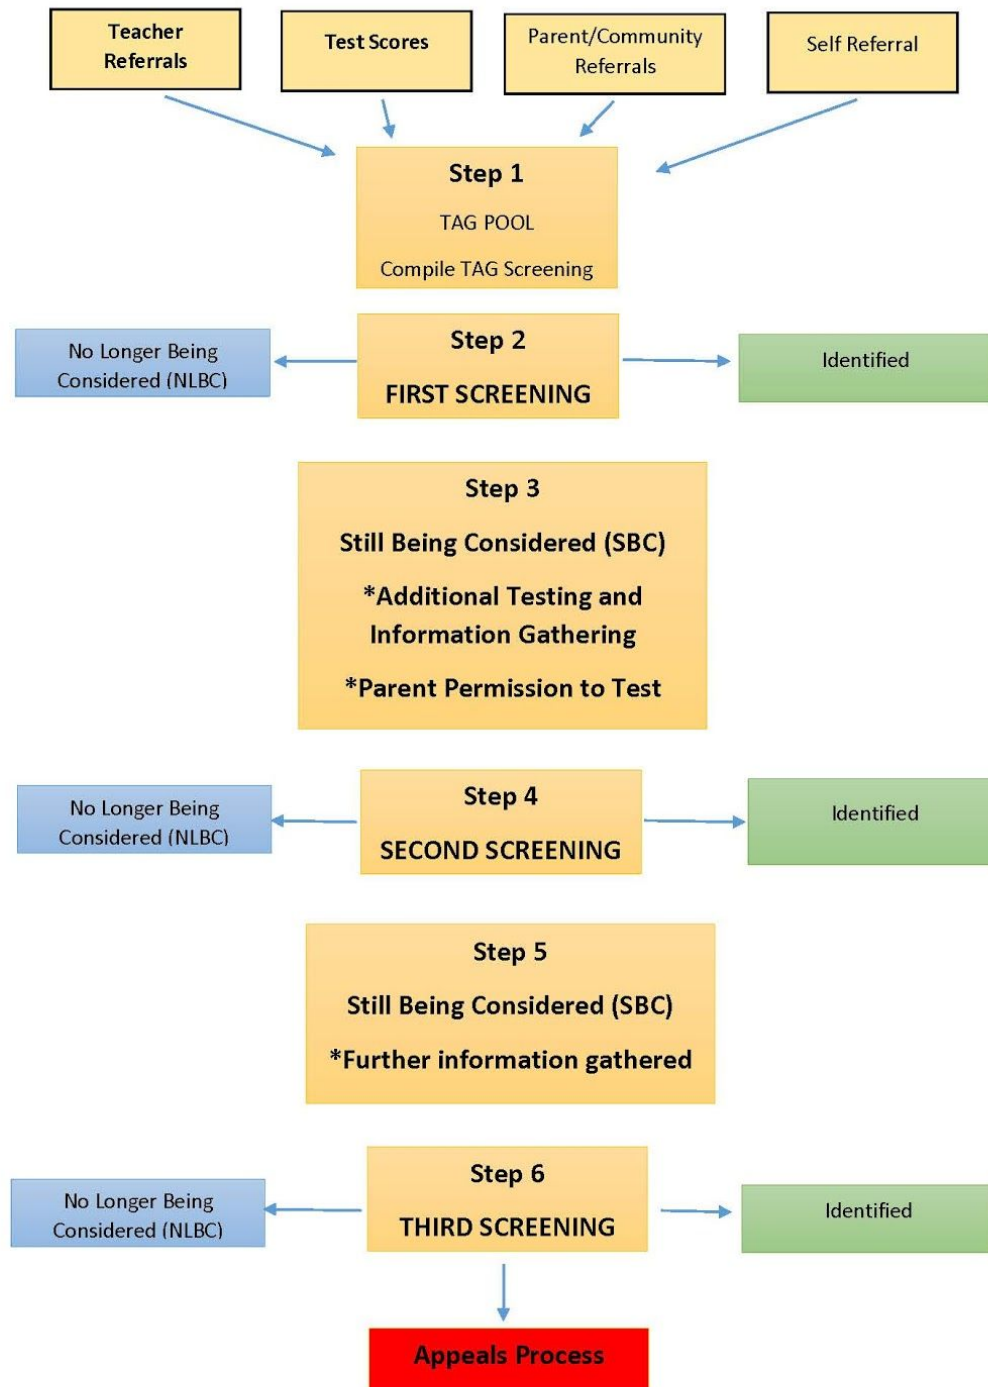 Teacher
Referrals
Test Scores
Parent/Community
Referrals
Self Referral
Step 1
TAG POOL
Compile TAG Screening
No Longer Being
Considered (NLBC)
Step 2
FIRST SCREENING
Identified
Step 3
Still Being Considered (SBC)
*Additional Testing and
Information Gathering
*Parent Permission to Test
No Longer Being
Considered (NLBC)
Step 4
SECOND SCREENING
Identified
Step 5
Still Being Considered (SBC)
*Further information gathered
No Longer Being
Considered (NLBC)
Step 6
THIRD SCREENING
Identified
Appeals Process